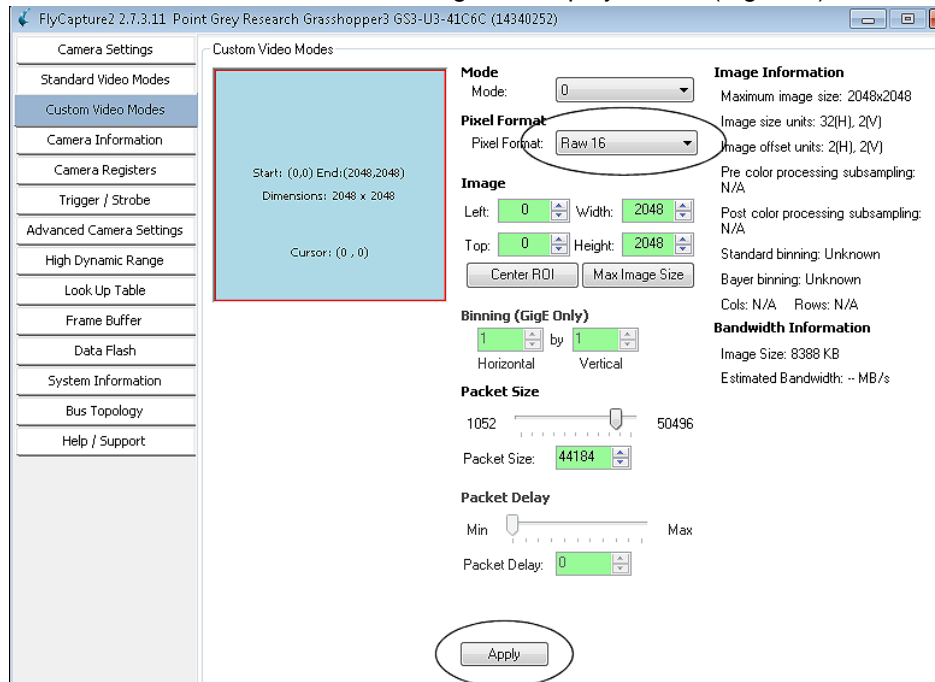 FlyCapture2 2.7.3.11 Point Grey Research Grasshopper3 GS3-U3-41C6C (14340252)
Camera Settings
Standard Video Modes
Custom Video Modes
Camera Information
Camera Registers
Trigger / Strobe
Advanced Camera Settings
High Dynamic Range
Look Up Table
Frame Buffer
Data Flash
System Information
Bus Topology
Help / Support
Custom Video Modes
Start: (0,0) End:(2048,2048)
Dimensions: 2048 x 2048
Cursor: (0 , 0)
Mode
Mode: 0
Pixel Format
Pixel Format: Raw 16
Image
Left: 0 Width: 2048
Top: 0 Height: 2048
Center ROI Max Image Size
Binning (GigE Only)
1 by 1
Horizontal Vertical
Packet Size
1052 50496
Packet Size: 44184
Packet Delay
Min Max
Packet Delay: 0
Apply
Image Information
Maximum image size: 2048x2048
Image size units: 32(H), 2(V)
Image offset units: 2(H), 2(V)
Pre color processing subsampling:
N/A
Post color processing subsampling:
N/A
Standard binning: Unknown
Bayer binning: Unknown
Cols: N/A Rows: N/A
Bandwidth Information
Image Size: 8388 KB
Estimated Bandwidth: -- MB/s